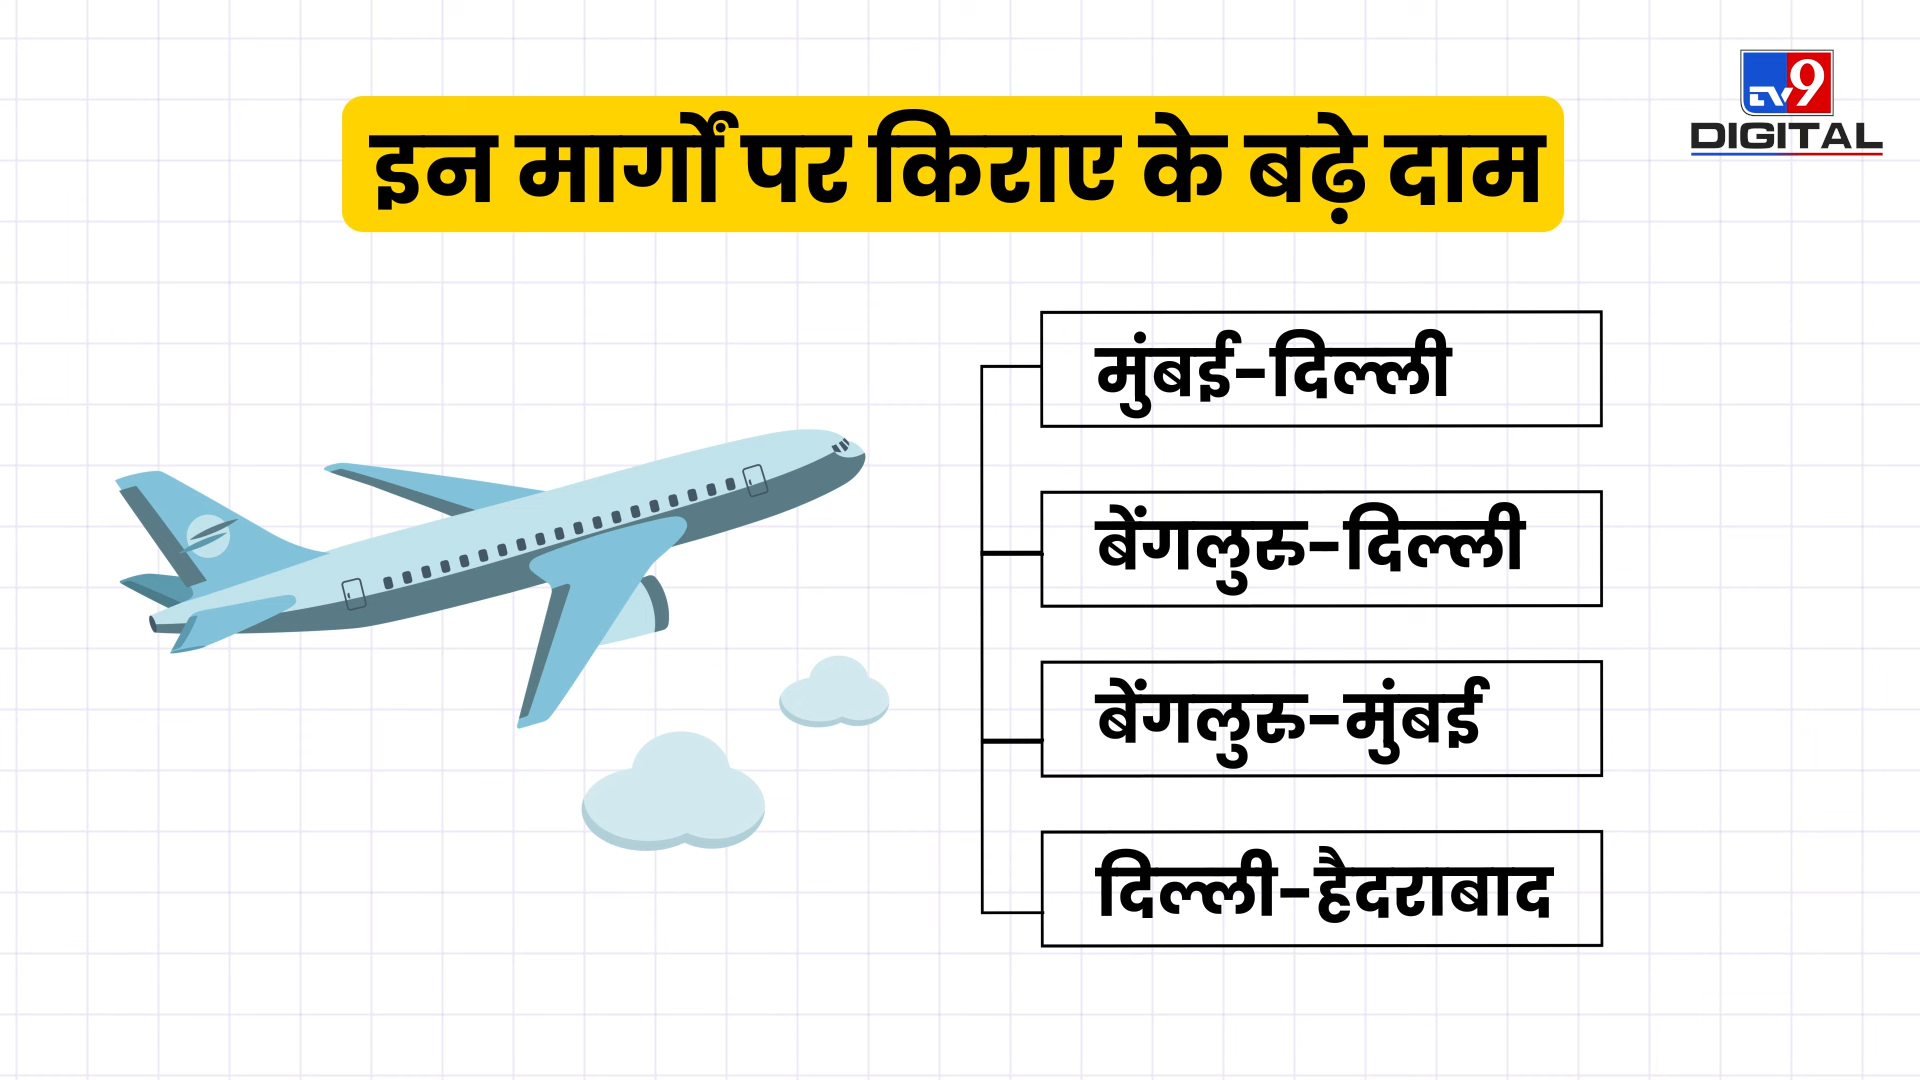 tv9
DIGITAL
इन मार्गों पर किराए के बढ़े दाम
मुंबई-दिल्ली
बेंगलुरु-दिल्ली
बेंगलुरु-मुंबई
दिल्ली-हैदराबाद